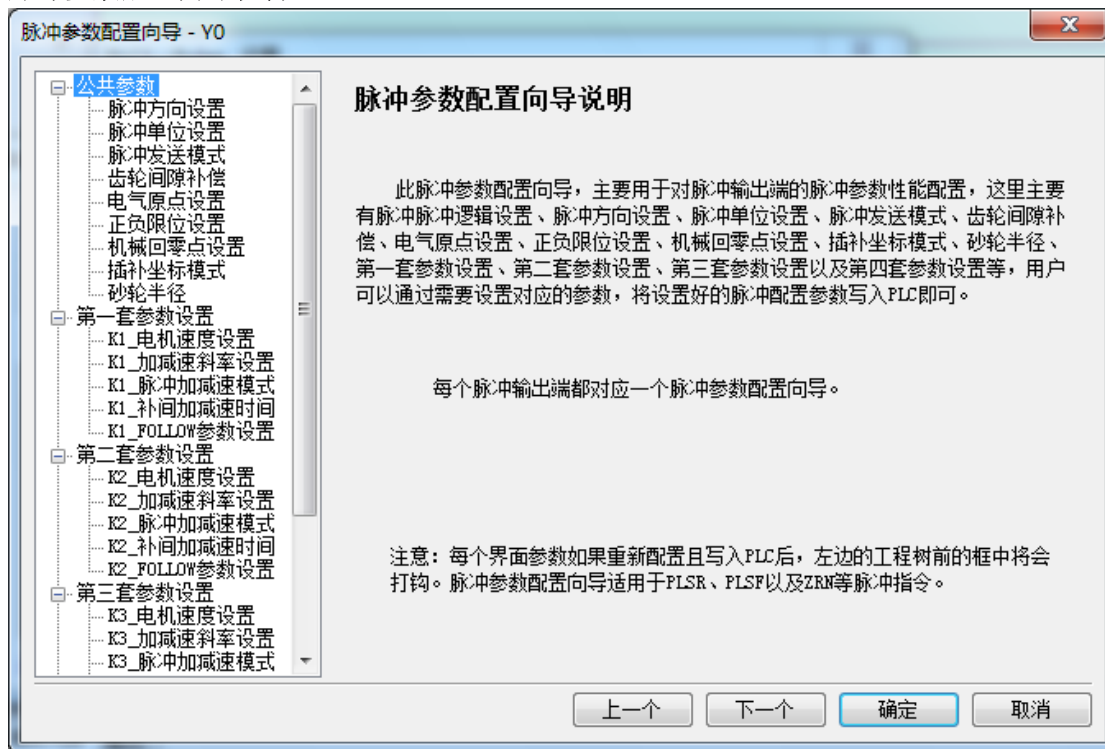 脉冲参数配置向导 - Y0
公共参数
脉冲方向设置
脉冲单位设置
脉冲发送模式
齿轮间隙补偿
电气原点设置
正负限位设置
机械回零点设置
插补坐标模式
砂轮半径
第一套参数设置
K1_电机速度设置
K1_加减速斜率设置
K1_脉冲加减速模式
K1_补间加减速时间
K1_FOLLOW参数设置
第二套参数设置
K2_电机速度设置
K2_加减速斜率设置
K2_脉冲加减速模式
K2_补间加减速时间
K2_FOLLOW参数设置
第三套参数设置
K3_电机速度设置
K3_加减速斜率设置
K3_脉冲加减速模式
脉冲参数配置向导说明
此脉冲参数配置向导，主要用于对脉冲输出端的脉冲参数性能配置，这里主要
有脉冲脉冲逻辑设置、脉冲方向设置、脉冲单位设置、脉冲发送模式、齿轮间隙补
偿、电气原点设置、正负限位设置、机械回零点设置、插补坐标模式、砂轮半径、
第一套参数设置、第二套参数设置、第三套参数设置以及第四套参数设置等，用户
可以通过需要设置对应的参数，将设置好的脉冲配置参数写入PLC即可。
每个脉冲输出端都对应一个脉冲参数配置向导。
注意：每个界面参数如果重新配置且写入PLC后，左边的工程树前的框中将会
打钩。脉冲参数配置向导适用于PLSR、PLSF以及ZRN等脉冲指令。
上一个
下一个
确定
取消